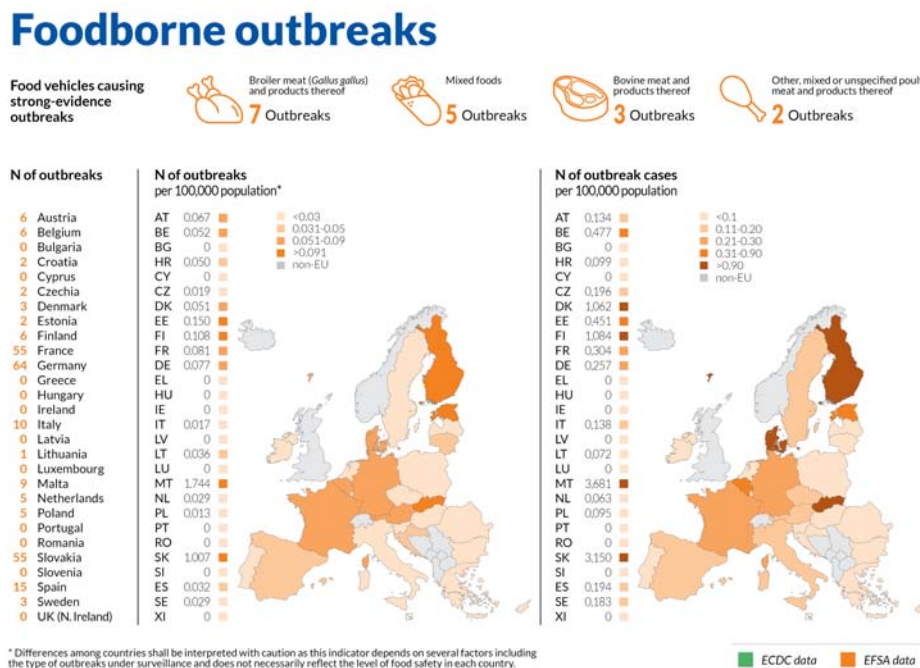 Foodborne outbreaks
Food vehicles causing
strong-evidence
outbreaks
Broiler meat (Gallus gallus)
and products thereof
7 Outbreaks
Mixed foods
5 Outbreaks
Bovine meat and
products thereof
3 Outbreaks
Other, mixed or unspecified poul
meat and products thereof
2 Outbreaks
N of outbreaks
6 Austria
6 Belgium
0 Bulgaria
2 Croatia
0 Cyprus
2 Czechia
3 Denmark
2 Estonia
6 Finland
55 France
64 Germany
0 Greece
0 Hungary
0 Ireland
10 Italy
0 Latvia
1 Lithuania
0 Luxembourg
9 Malta
5 Netherlands
5 Poland
0 Portugal
0 Romania
55 Slovakia
0 Slovenia
15 Spain
3 Sweden
0 UK (N. Ireland)
N of outbreaks
per 100,000 population*
AT 0.067
BE 0.052
BG 0
HR 0.050
CY 0
CZ 0.019
DK 0.051
EE 0.150
FI 0.108
FR 0.081
DE 0.077
EL 0
HU 0
IE 0
IT 0.017
LV 0
LT 0.036
LU 0
MT 1.744
NL 0.029
PL 0.013
PT 0
RO 0
SK 1.007
SI 0
ES 0.032
SE 0.029
XI 0
<0.03
0.031-0.05
0.051-0.09
>0.091
non-EU
N of outbreak cases
per 100,000 population
AT 0,134
BE 0,477
BG 0
HR 0,099
CY 0
CZ 0,196
DK 1,062
EE 0,451
FI 1,084
FR 0,304
DE 0,257
EL 0
HU 0
IE 0
IT 0,138
LV 0
LT 0,072
LU 0
MT 3,681
NL 0,063
PL 0,095
PT 0
RO 0
SK 3,150
SI 0
ES 0,194
SE 0,183
XI 0
<0.1
0.11-0.20
0.21-0.30
0.31-0.90
>0,90
non-EU
* Differences among countries shall be interpreted with caution as this indicator depends on several factors including
the type of outbreaks under surveillance and does not necessarily reflect the level of food safety in each country.
ECDC data
EFSA data